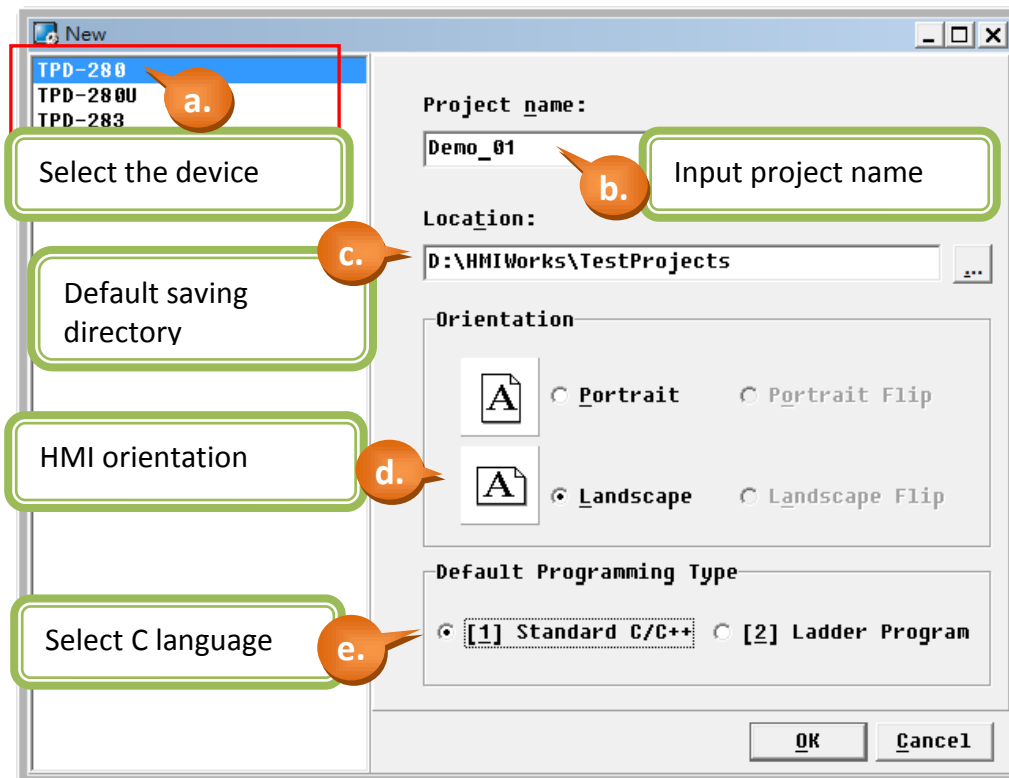 New
TPD-280
TPD-280U
TPD-283
a.
Select the device
Project name:
Demo_01
b.
Input project name
Location:
c.
D:\HMIWorks\TestProjects
...
Default saving
directory
Orientation
A
Portrait
Portrait Flip
HMI orientation
d.
A
Landscape
Landscape Flip
Default Programming Type
Select C language
e.
[1] Standard C/C++
[2] Ladder Program
OK
Cancel